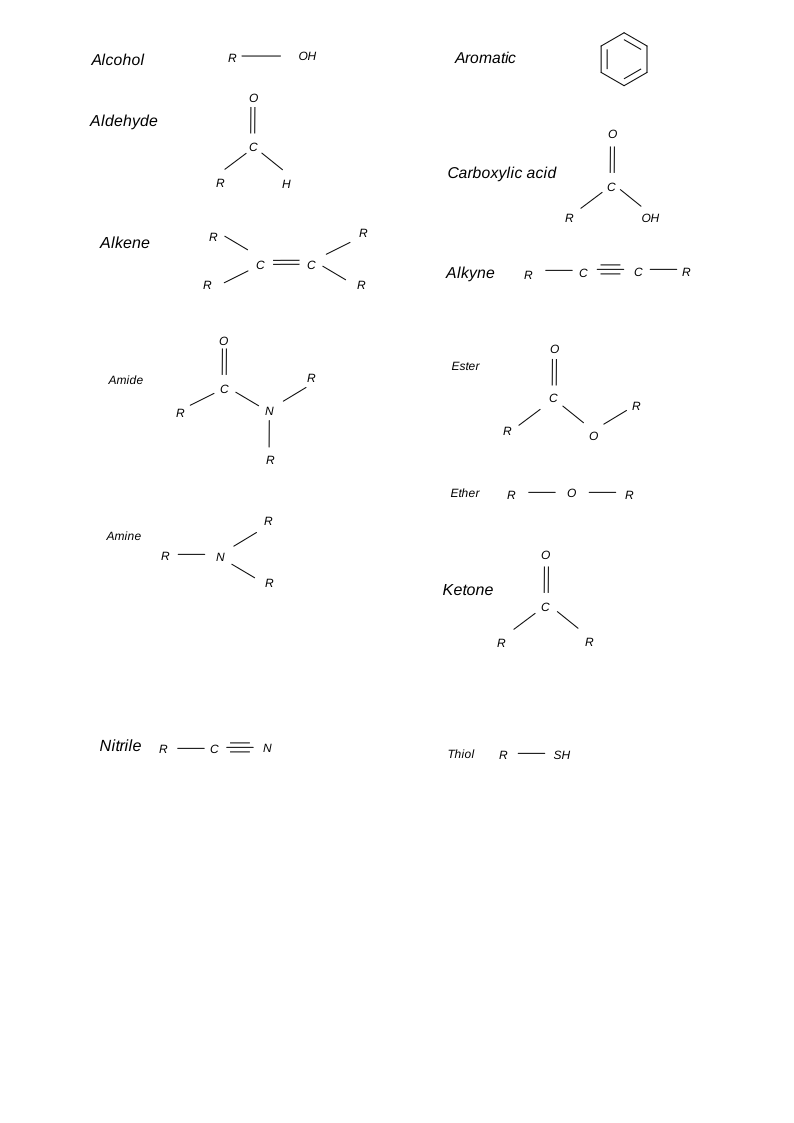 Alcohol R OH
Aromatic
Aldehyde
O
C
R H
Carboxylic acid
O
C
R OH
Alkene
R R
C C
R R
Alkyne R C C R
Amide
O
C R
R N
R
Ester
O
C R
R O
Ether R O R
Amine
R
R N
R
Ketone
O
C
R R
Nitrile R C N
Thiol R SH